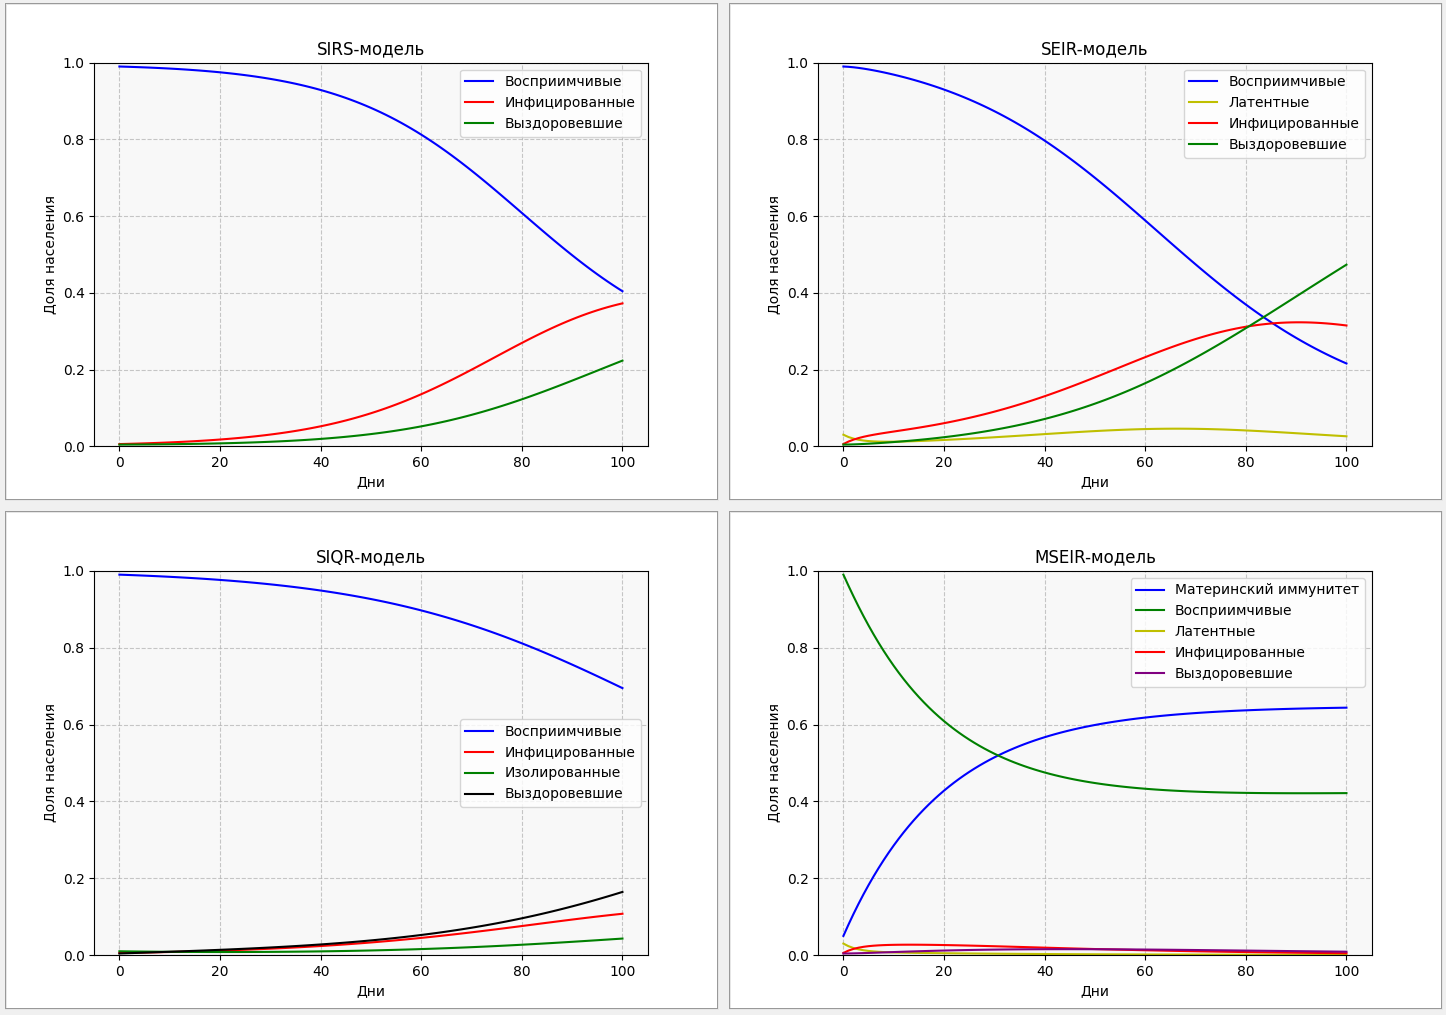 SIRS-модель
1.0
0.8
0.6
0.4
0.2
0.0
Доля населения
Восприимчивые
Инфицированные
Выздоровевшие
0 20 40 60 80 100
Дни
SEIR-модель
1.0
0.8
0.6
0.4
0.2
0.0
Доля населения
Восприимчивые
Латентные
Инфицированные
Выздоровевшие
0 20 40 60 80 100
Дни
SIQR-модель
1.0
0.8
0.6
0.4
0.2
0.0
Доля населения
Восприимчивые
Инфицированные
Изолированные
Выздоровевшие
0 20 40 60 80 100
Дни
MSEIR-модель
1.0
0.8
0.6
0.4
0.2
0.0
Доля населения
Материнский иммунитет
Восприимчивые
Латентные
Инфицированные
Выздоровевшие
0 20 40 60 80 100
Дни